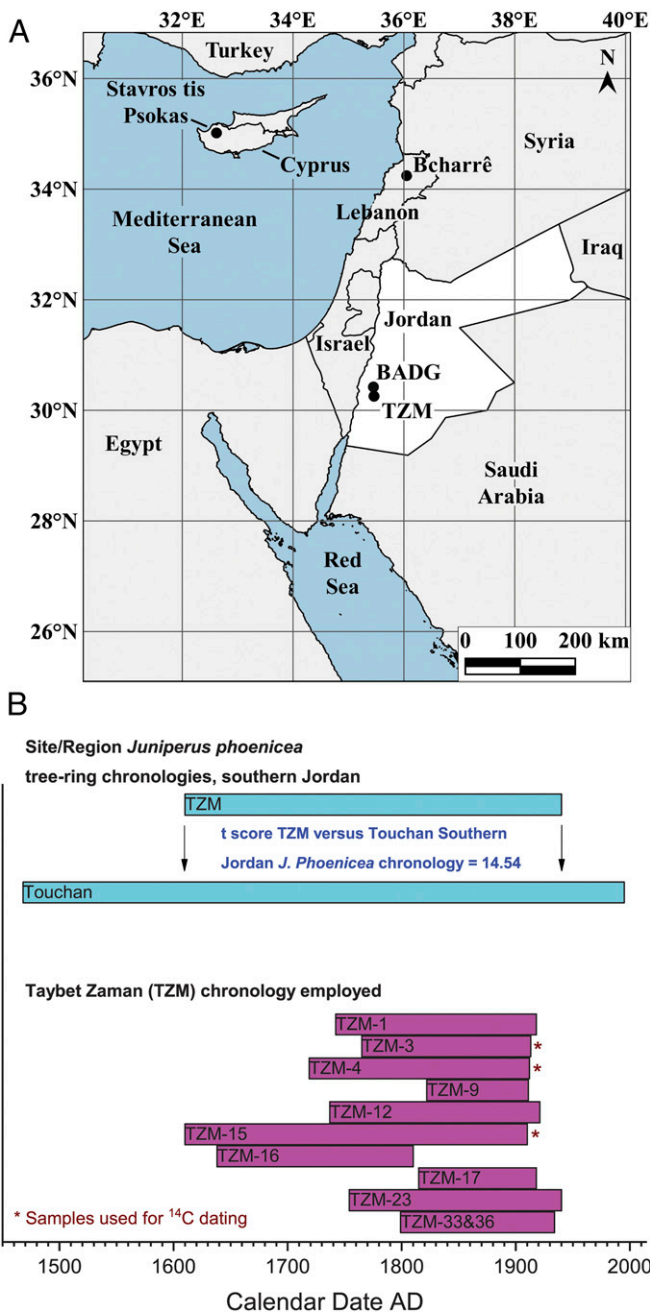 A
32°E 34°E 36°E 38°E 40°E
N
36°N
34°N
32°N
30°N
28°N
26°N
Turkey
Stavros tis
Psokas
Cyprus
Syria
Bcharrê
Lebanon
Mediterranean
Sea
Iraq
Jordan
Israel
BADG
TZM
Egypt
Saudi
Arabia
Red
Sea
0 100 200 km
B
Site/Region Juniperus phoenicea
tree-ring chronologies, southern Jordan
TZM
t score TZM versus Touchan Southern
Jordan J. Phoenicea chronology = 14.54
Touchan
Taybet Zaman (TZM) chronology employed
TZM-1
TZM-3 *
TZM-4 *
TZM-9
TZM-12
TZM-15 *
TZM-16
TZM-17
TZM-23
TZM-33&36
* Samples used for ¹⁴C dating
1500 1600 1700 1800 1900 2000
Calendar Date AD